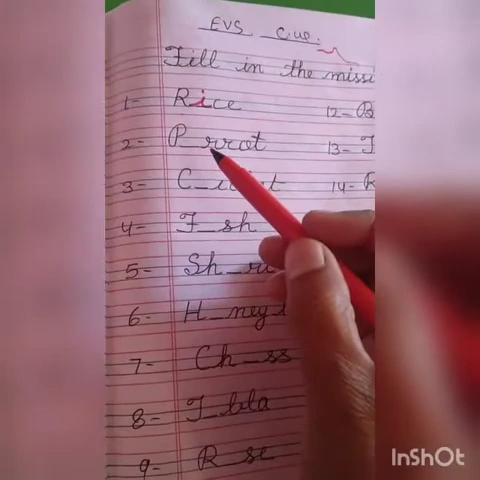 EVS C.W.
Fill in the missi
1- Rice 12- B
2- P_rrot 13- T
3- C_ 14- R
4- F_sh
5- Sh_
6- H_ney
7- Ch_ss
8- T_bla
9- R_se
InShOt